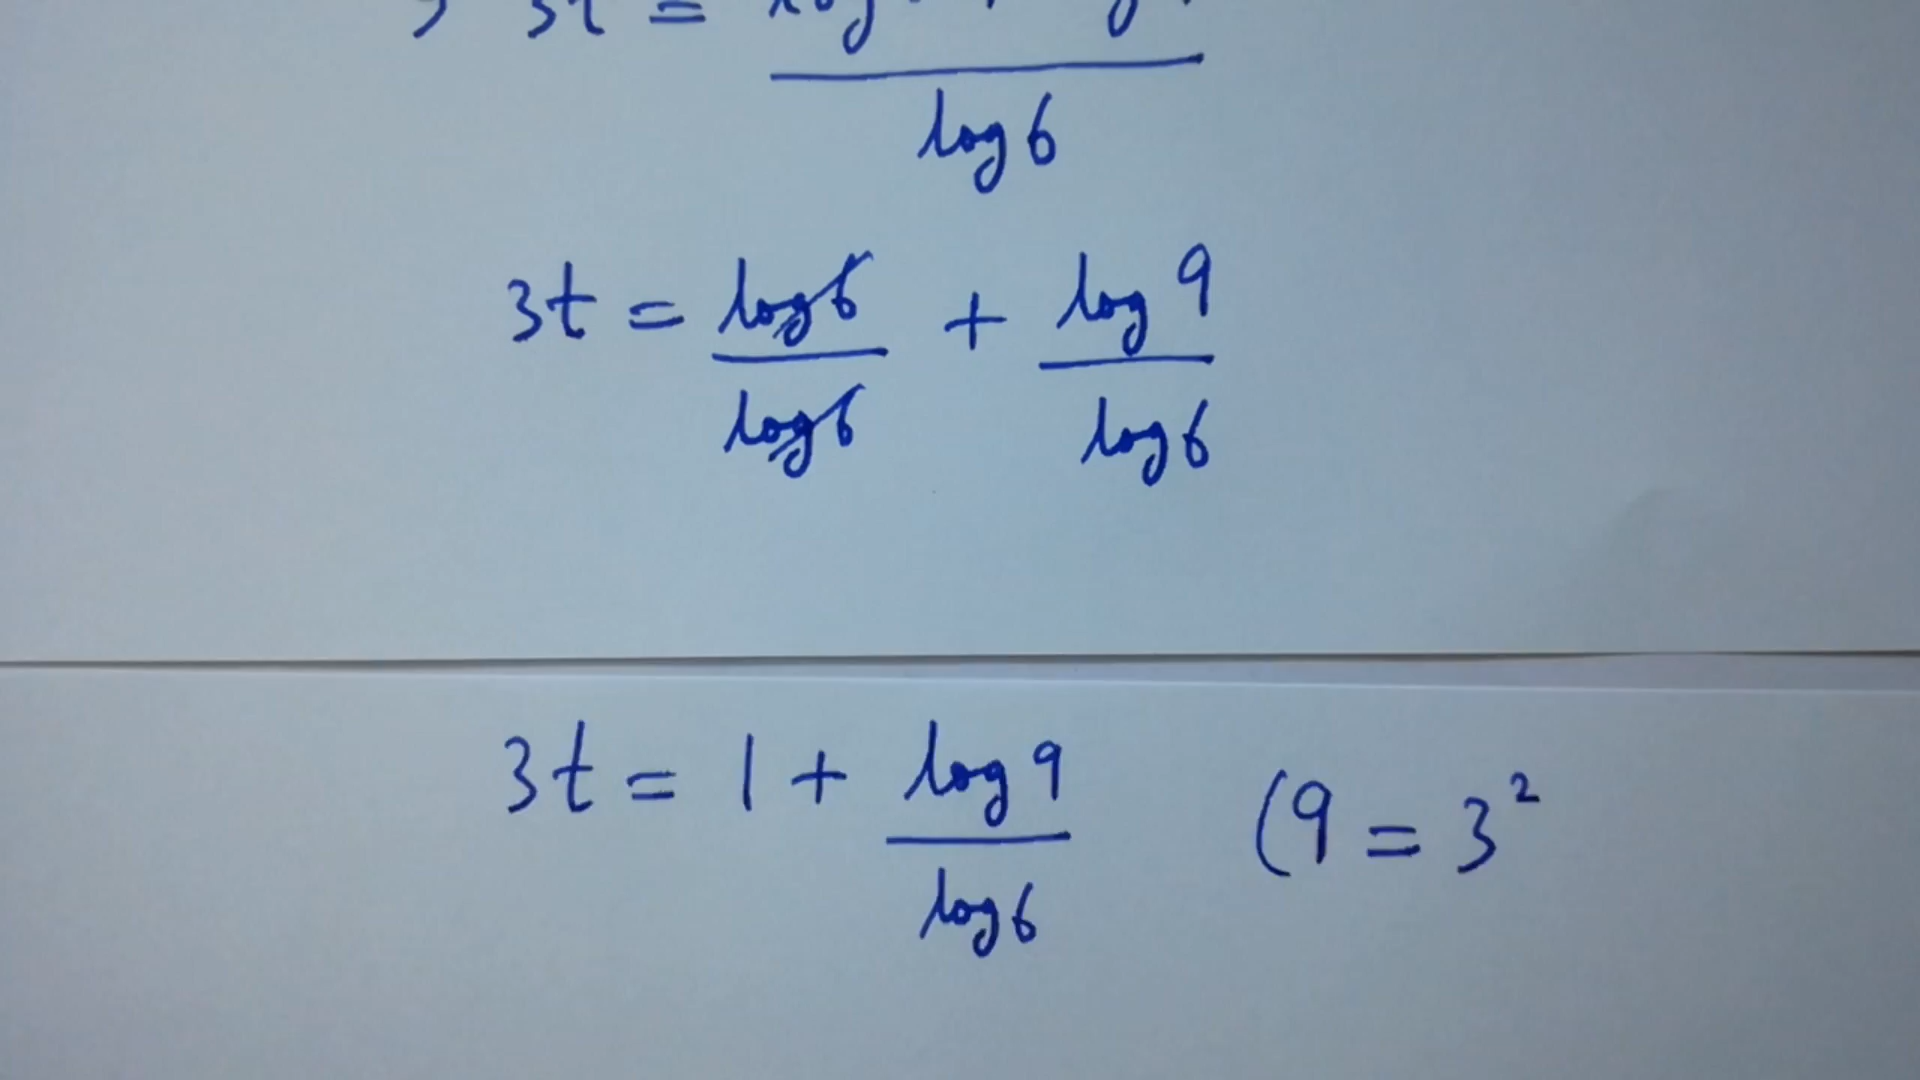 3t =
log 6
3t = log 6 / log 6 + log 9 / log 6
3t = 1 + log 9 / log 6 (9 = 3²